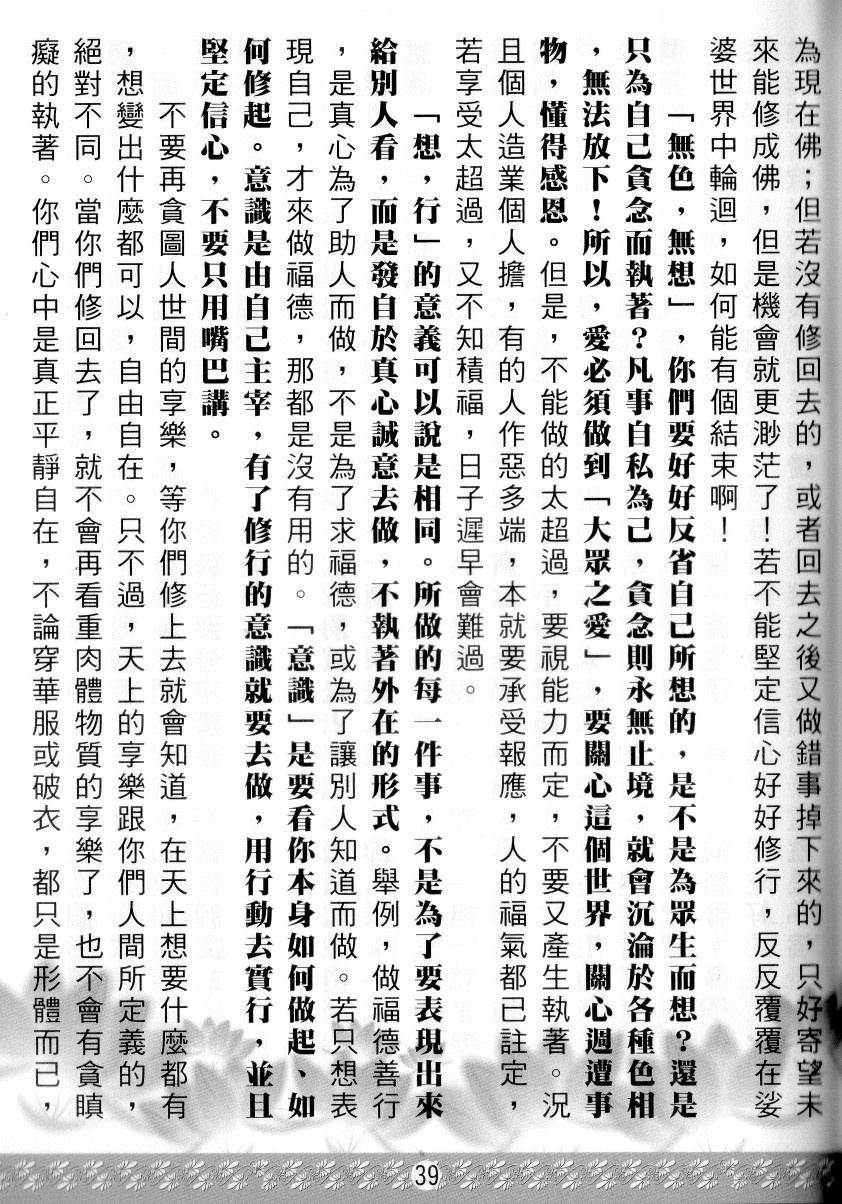 為現在佛；但若沒有修回去的，或者回去之後又做錯事掉下來的，只好寄望未
來能修成佛，但是機會就更渺茫了！若不能堅定信心好好修行，反反覆覆在娑
婆世界中輪迴，如何能有個結束啊！
「無色，無想」，你們要好好反省自己所想的，是不是為眾生而想？還是
只為自己貪念而執著？凡事自私為己，貪念則永無止境，就會沉淪於各種色相
，無法放下！所以，愛必須做到「大眾之愛」，要關心這個世界，關心週遭事
物，懂得感恩。但是，不能做的太超過，要視能力而定，不要又產生執著。況
且個人造業個人擔，有的人作惡多端，本就要承受報應，人的福氣都已註定，
若享受太超過，又不知積福，日子遲早會難過。
「想，行」的意義可以說是相同。所做的每一件事，不是為了要表現出來
給別人看，而是發自於真心誠意去做，不執著外在的形式。舉例，做福德善行
，是真心為了助人而做，不是為了求福德，或為了讓別人知道而做。若只想表
現自己，才來做福德，那都是沒有用的。「意識」是要看你本身如何做起、如
何修起。意識是由自己主宰，有了修行的意識就要去做，用行動去實行，並且
堅定信心，不要只用嘴巴講。
不要再貪圖人世間的享樂，等你們修上去就會知道，在天上想要什麼都有
，想變出什麼都可以，自由自在。只不過，天上的享樂跟你們人間所定義的，
絕對不同。當你們修回去了，就不會再看重肉體物質的享樂了，也不會有貪瞋
癡的執著。你們心中是真正平靜自在，不論穿華服或破衣，都只是形體而已，
39